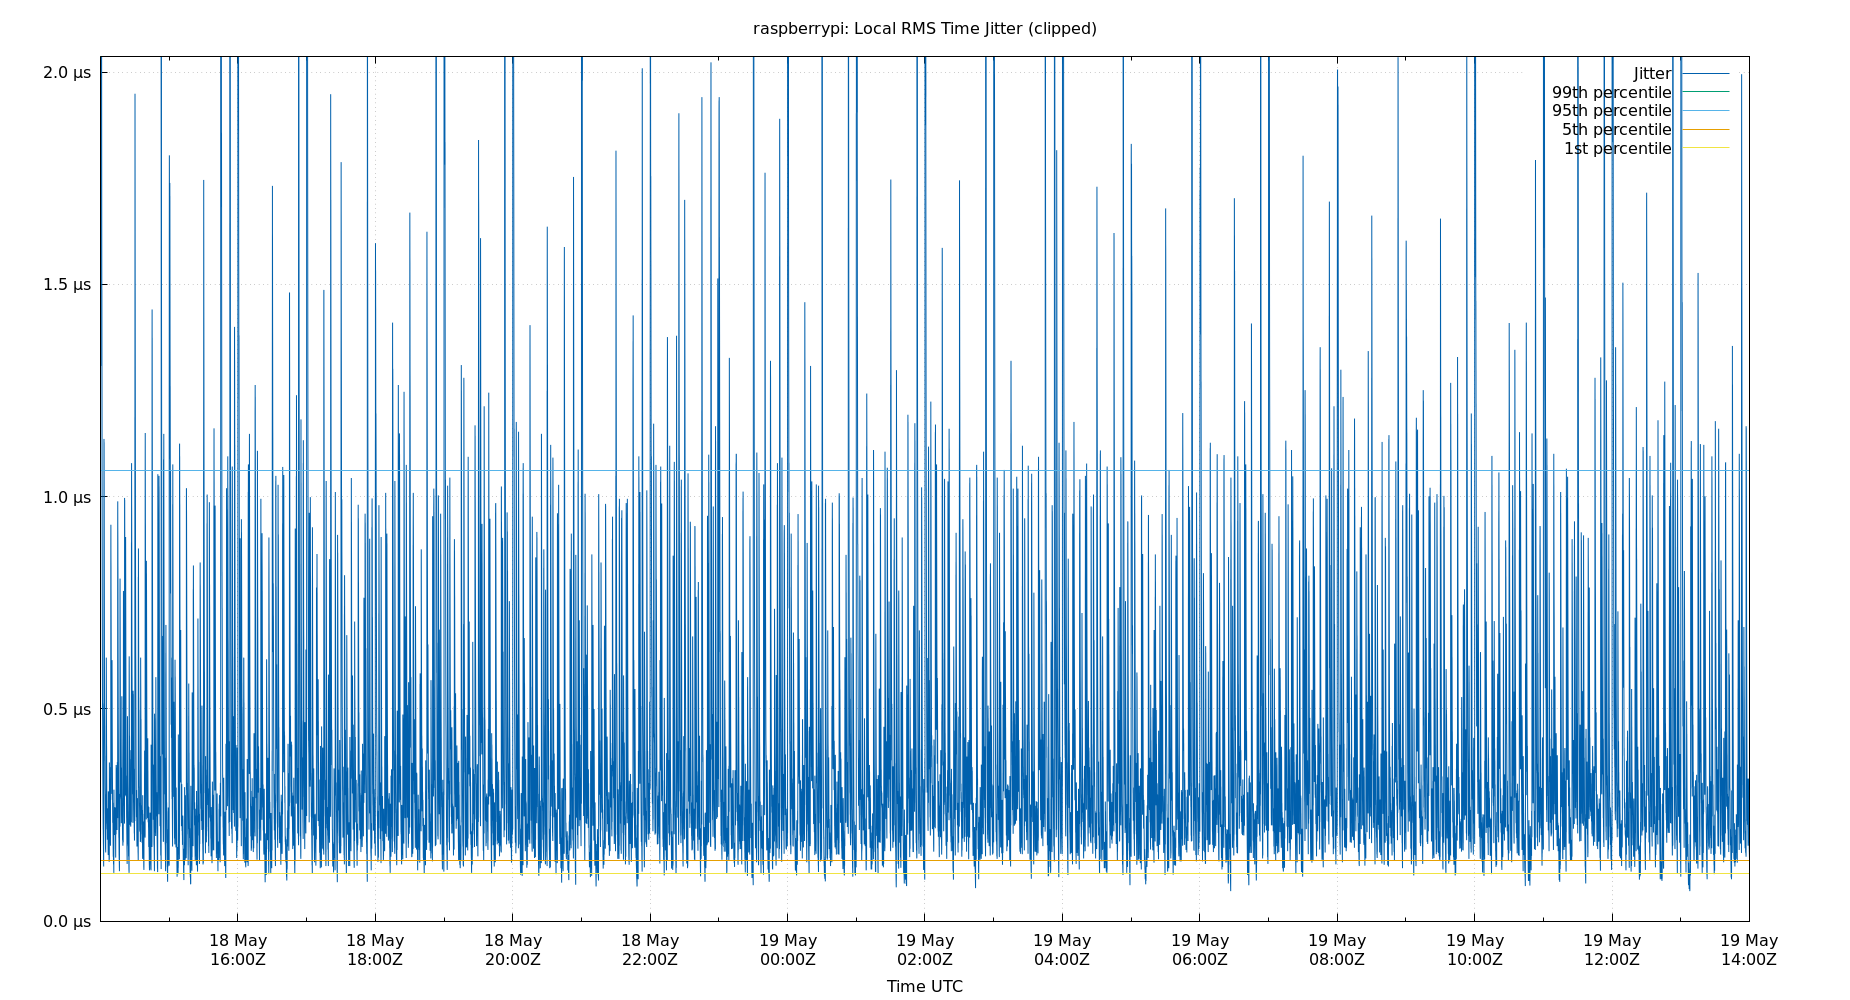 raspberrypi: Local RMS Time Jitter (clipped)
2.0 µs
1.5 µs
1.0 µs
0.5 µs
0.0 µs
Jitter
99th percentile
95th percentile
5th percentile
1st percentile
18 May 18 May 18 May 18 May 19 May 19 May 19 May 19 May 19 May 19 May 19 May 19 May
16:00Z 18:00Z 20:00Z 22:00Z 00:00Z 02:00Z 04:00Z 06:00Z 08:00Z 10:00Z 12:00Z 14:00Z
Time UTC